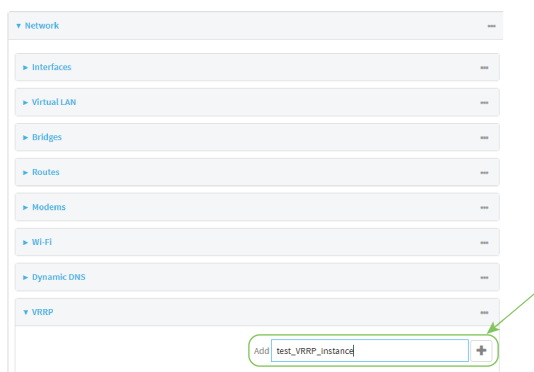 Network
Interfaces
Virtual LAN
Bridges
Routes
Modems
Wi-Fi
Dynamic DNS
VRRP
Add test_VRRP_instance